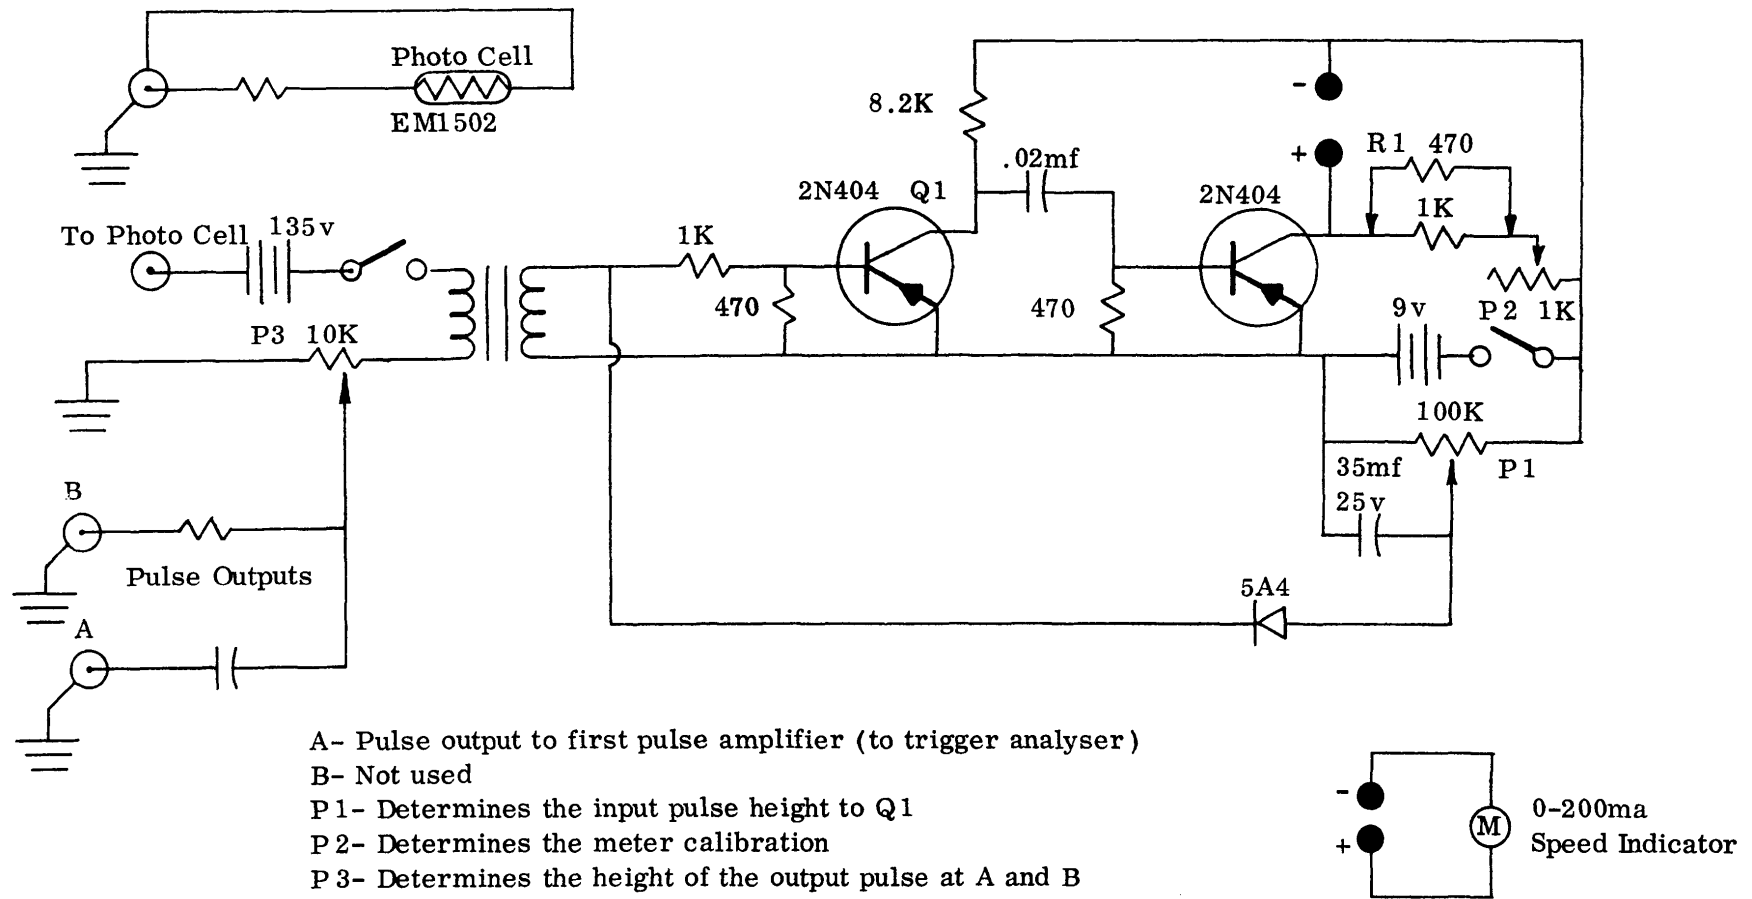 Photo Cell
EM1502
8.2K
.02mf
-
+
R1 470
2N404 Q1
2N404
1K
To Photo Cell
135v
1K
470
470
P2 1K
9v
P3 10K
100K
35mf
25v
P1
B
Pulse Outputs
5A4
A
A- Pulse output to first pulse amplifier (to trigger analyser)
B- Not used
P1- Determines the input pulse height to Q1
P2- Determines the meter calibration
P3- Determines the height of the output pulse at A and B
-
+
M
0-200ma
Speed Indicator